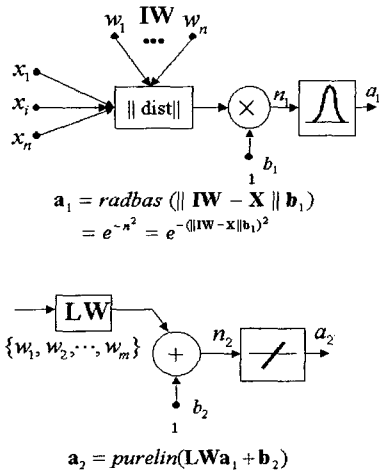 w₁ IW wₙ
•••
x₁
xᵢ
xₙ
|| dist ||
×
n₁
a₁
b₁
1
a₁ = radbas (|| IW − X || b₁)
= e^{−n²} = e^{−(||IW−X||b₁)²}
LW
{w₁, w₂, ⋯, wₘ}
+
n₂
a₂
b₂
1
a₂ = purelin(LWa₁ + b₂)